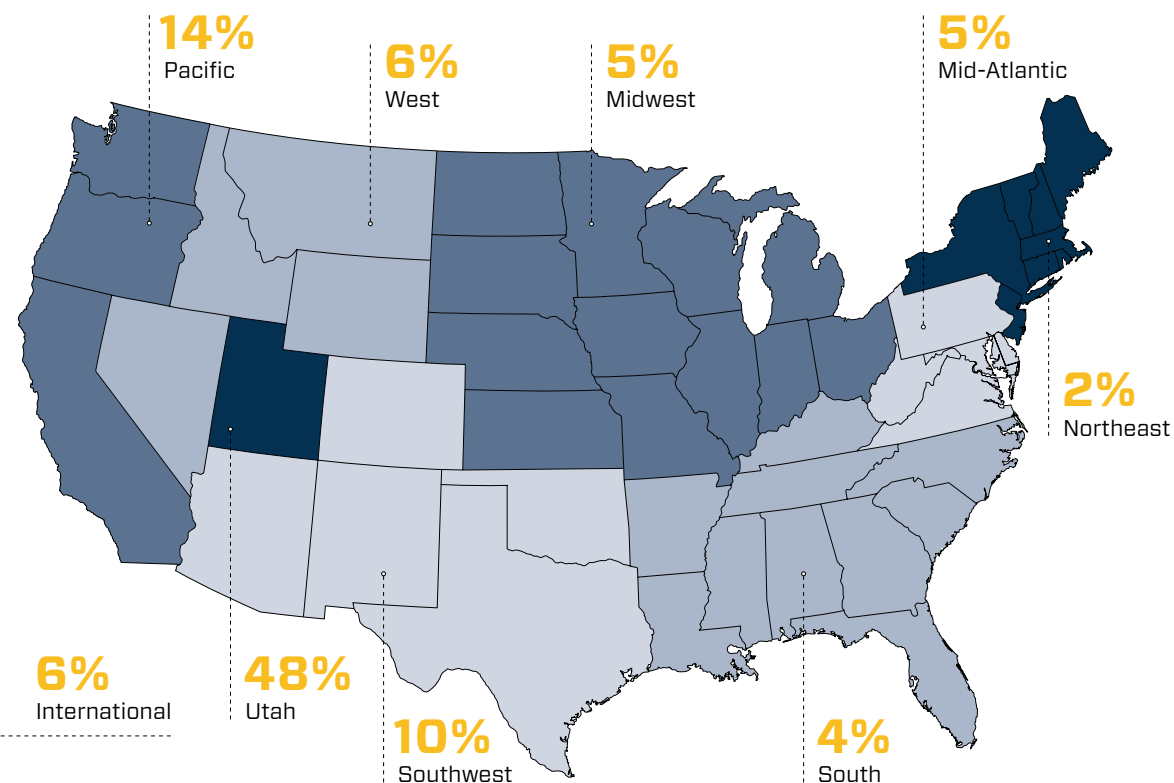 14%
Pacific
6%
West
5%
Midwest
5%
Mid-Atlantic
2%
Northeast
6%
International
48%
Utah
10%
Southwest
4%
South